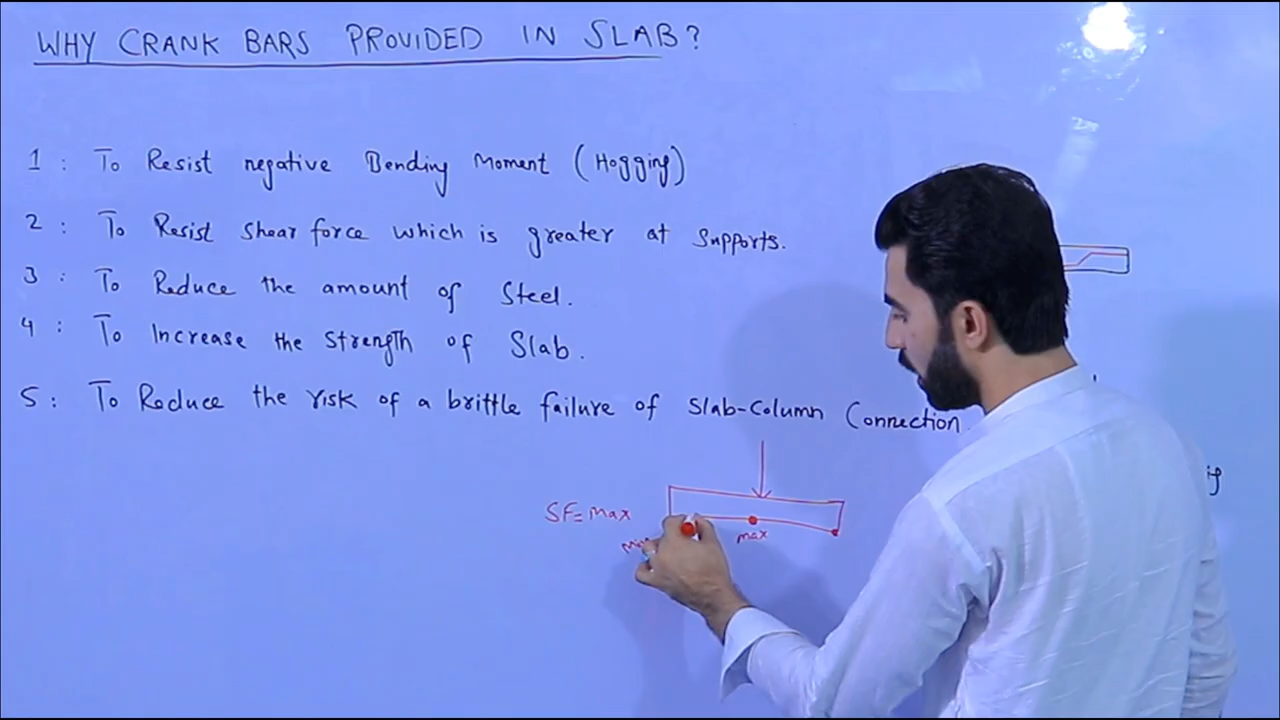 WHY CRANK BARS PROVIDED IN SLAB?
1: To Resist negative Bending Moment (Hogging)
2: To Resist shear force which is greater at supports.
3: To Reduce the amount of Steel.
4: To Increase the Strength of Slab.
5: To Reduce the risk of a brittle failure of Slab-Column Connection.
SF=Max
max